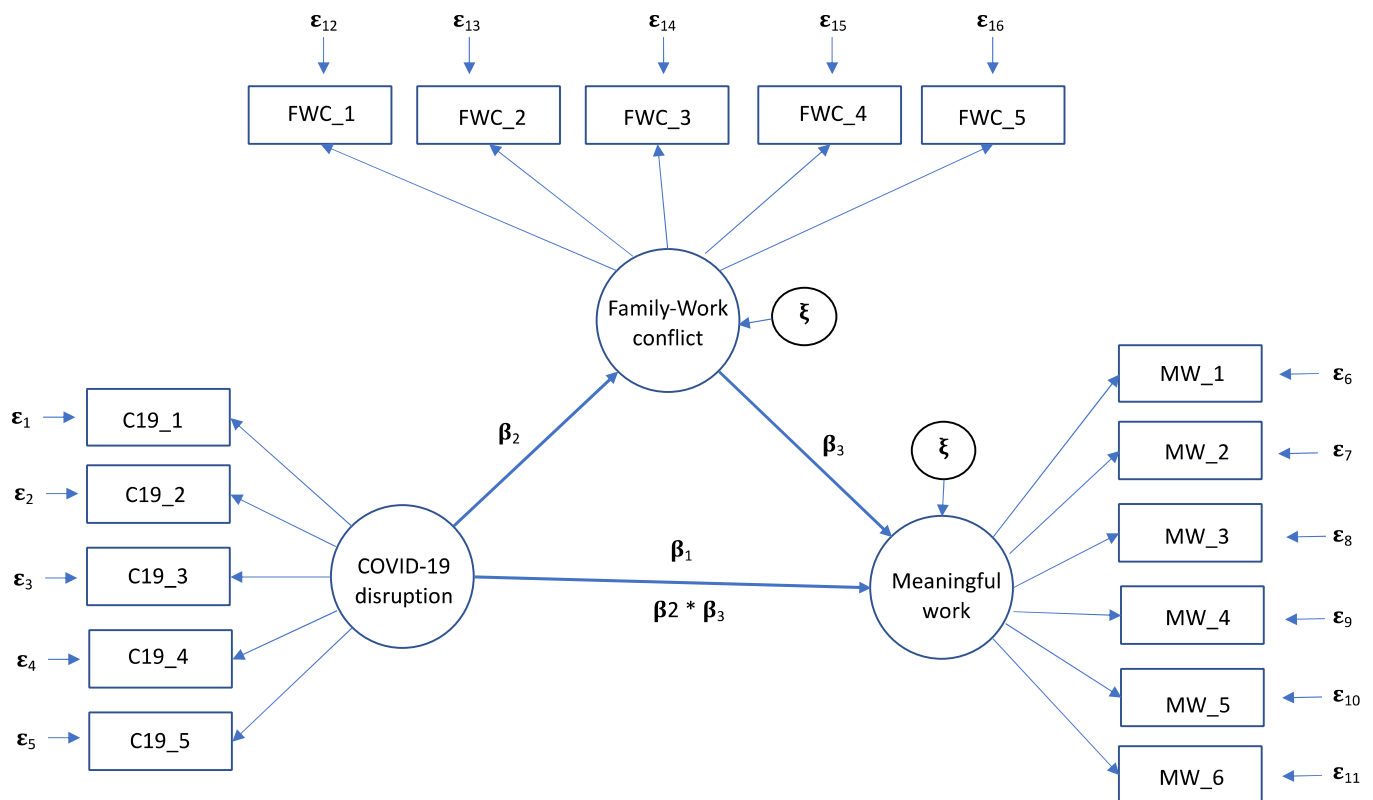 ε12 ε13 ε14 ε15 ε16
FWC_1 FWC_2 FWC_3 FWC_4 FWC_5
Family-Work
conflict
ξ
β2
β3
ξ
β1
β2 * β3
COVID-19
disruption
Meaningful
work
ε1 C19_1
ε2 C19_2
ε3 C19_3
ε4 C19_4
ε5 C19_5
MW_1 ε6
MW_2 ε7
MW_3 ε8
MW_4 ε9
MW_5 ε10
MW_6 ε11